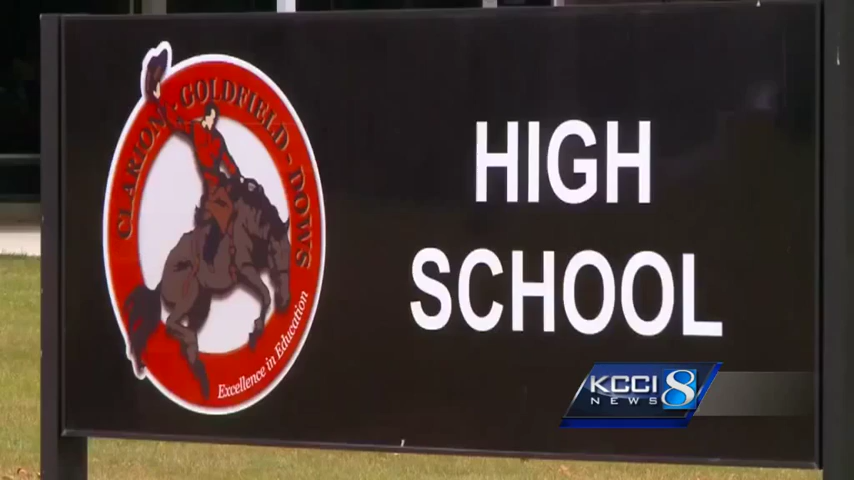 CLARION - GOLDFIELD - DOWS
Excellence in Education
HIGH
SCHOOL
KCCI 8
NEWS